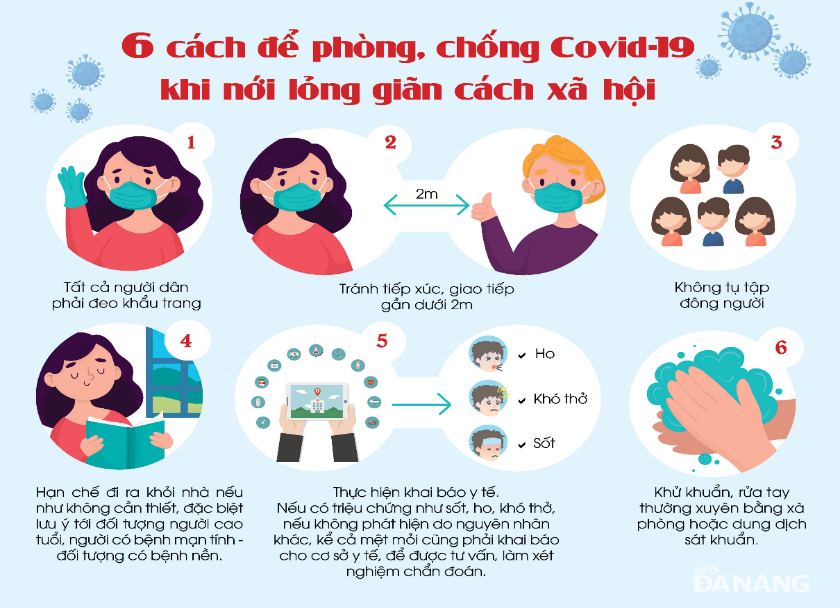 6 cách để phòng, chống Covid-19
khi nới lỏng giãn cách xã hội
1
Tất cả người dân
phải đeo khẩu trang
2
2m
Tránh tiếp xúc, giao tiếp
gần dưới 2m
3
Không tụ tập
đông người
4
Hạn chế đi ra khỏi nhà nếu
như không cần thiết, đặc biệt
lưu ý tới đối tượng người cao
tuổi, người có bệnh mạn tính -
đối tượng có bệnh nền.
5
Ho
Khó thở
Sốt
Thực hiện khai báo y tế.
Nếu có triệu chứng như sốt, ho, khó thở,
nếu không phát hiện do nguyên nhân
khác, kể cả mệt mỏi cũng phải khai báo
cho cơ sở y tế, để được tư vấn, làm xét
nghiệm chẩn đoán.
6
Khử khuẩn, rửa tay
thường xuyên bằng xà
phòng hoặc dung dịch
sát khuẩn.
BÁO
ĐÀ NẴNG